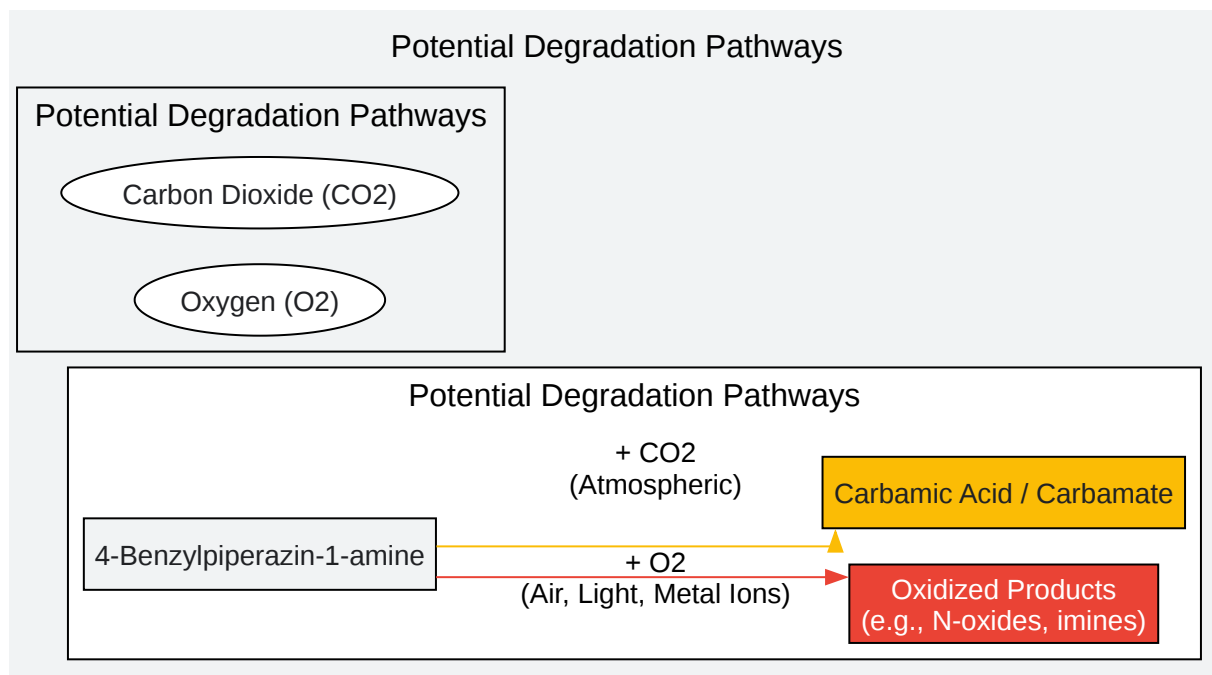 Potential Degradation Pathways
Potential Degradation Pathways
Carbon Dioxide (CO2)
Oxygen (O2)
Potential Degradation Pathways
+ CO2
(Atmospheric)
Carbamic Acid / Carbamate
4-Benzylpiperazin-1-amine
+ O2
(Air, Light, Metal Ions)
Oxidized Products
(e.g., N-oxides, imines)